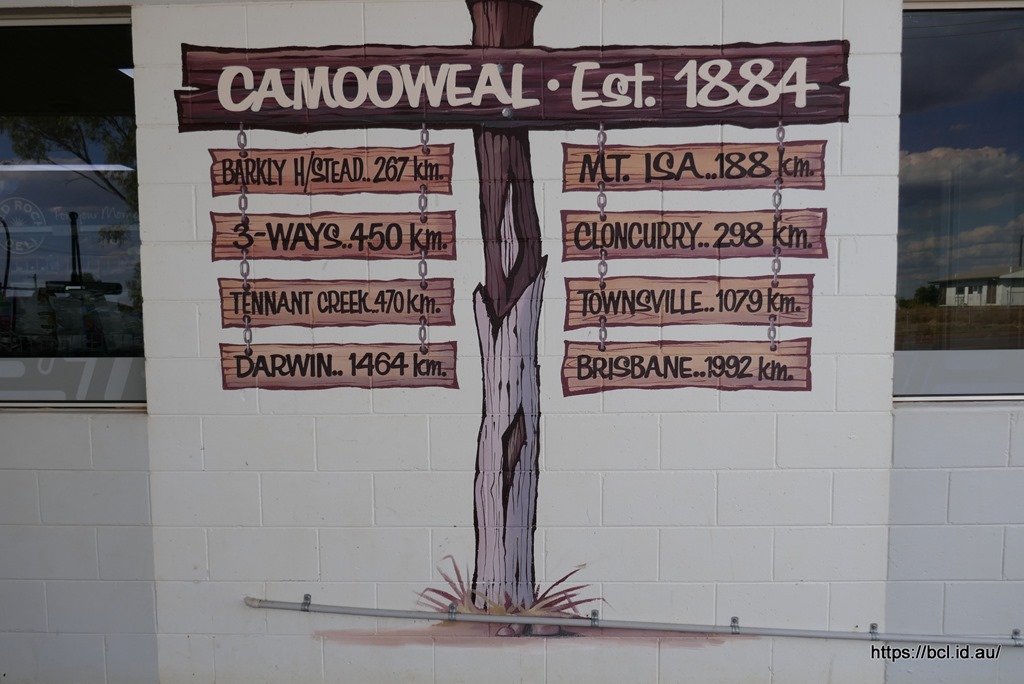 CAMOOWEAL · Est. 1884
BARKLY H/STEAD..267 km.
3-WAYS..450 km.
TENNANT CREEK..470 km.
DARWIN.. 1464 km.
MT. ISA..188 km.
CLONCURRY..298 km.
TOWNSVILLE..1079 km.
BRISBANE..1992 km.
https://bcl.id.au/